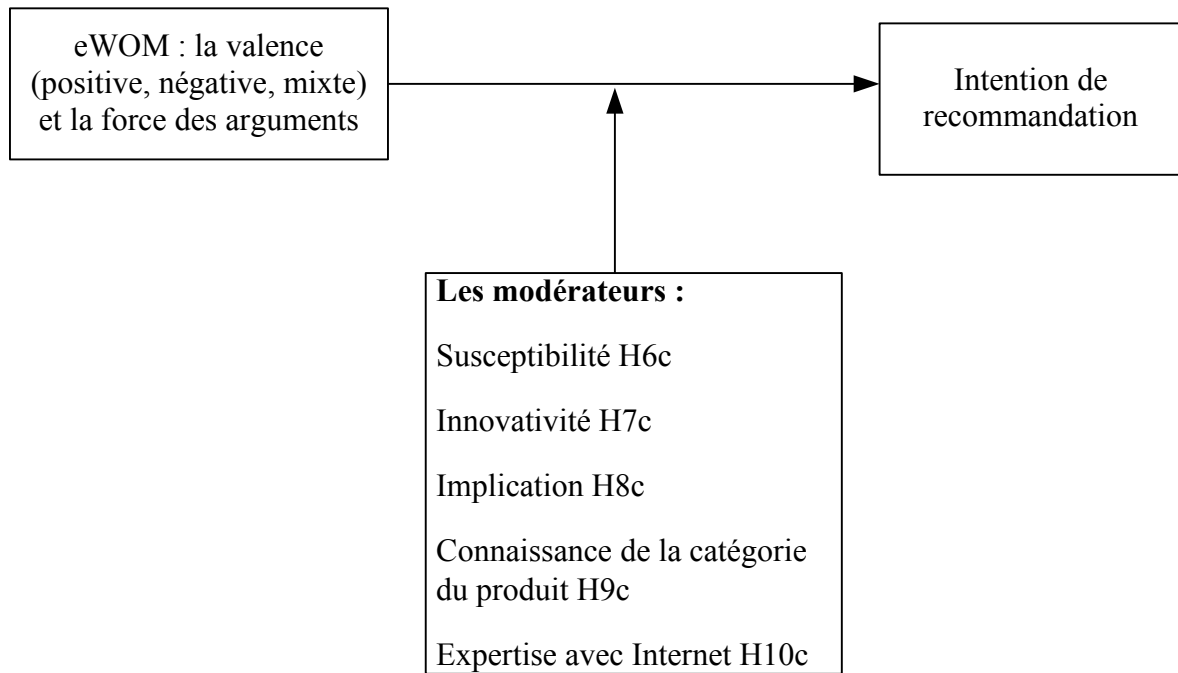 eWOM : la valence
(positive, négative, mixte)
et la force des arguments
Intention de
recommandation
Les modérateurs :
Susceptibilité H6c
Innovativité H7c
Implication H8c
Connaissance de la catégorie
du produit H9c
Expertise avec Internet H10c